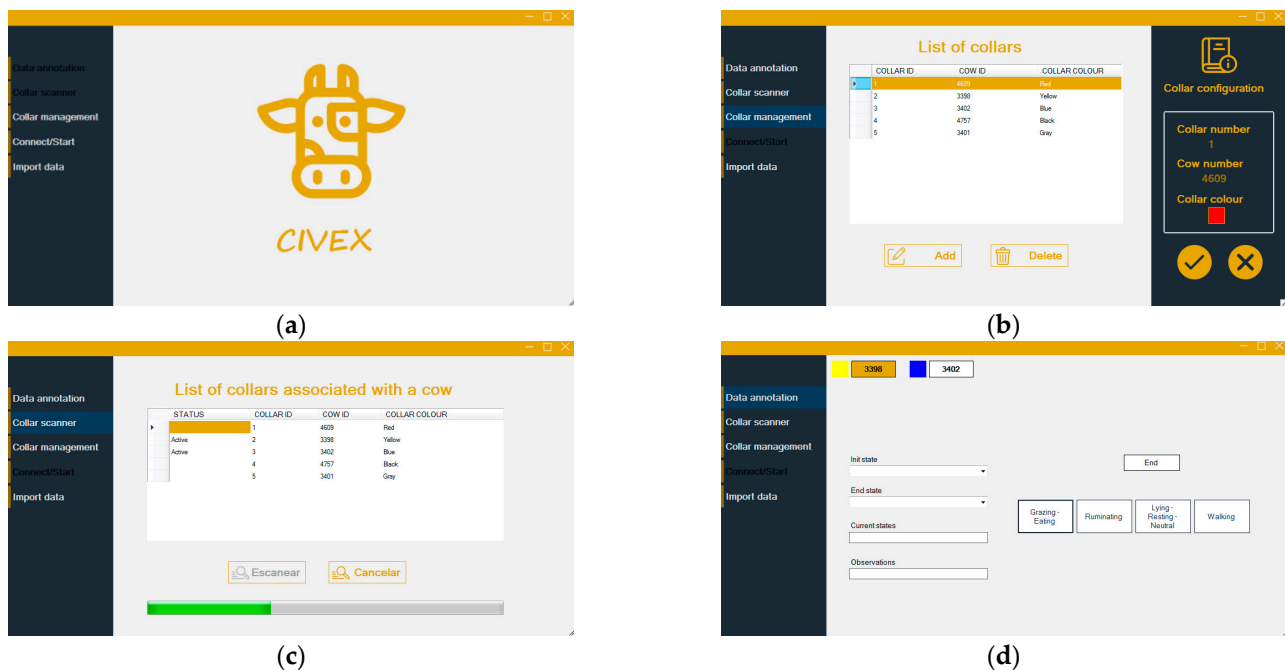 Data annotation
Collar scanner
Collar management
Connect/Start
Import data
CIVEX
(a)
Data annotation
Collar scanner
Collar management
Connect/Start
Import data
List of collars
COLLAR ID COW ID COLLAR COLOUR
1 4609 Red
2 3398 Yellow
3 3402 Blue
4 4757 Black
5 3401 Gray
Add Delete
Collar configuration
Collar number
1
Cow number
4609
Collar colour
(b)
Data annotation
Collar scanner
Collar management
Connect/Start
Import data
List of collars associated with a cow
STATUS COLLAR ID COW ID COLLAR COLOUR
1 4609 Red
Active 2 3398 Yellow
Active 3 3402 Blue
4 4757 Black
5 3401 Gray
Escanear Cancelar
(c)
Data annotation
Collar scanner
Collar management
Connect/Start
Import data
3398 3402
Init state
End state
Current states
Observations
End
Grazing -
Eating
Ruminating
Lying -
Resting -
Neutral
Walking
(d)